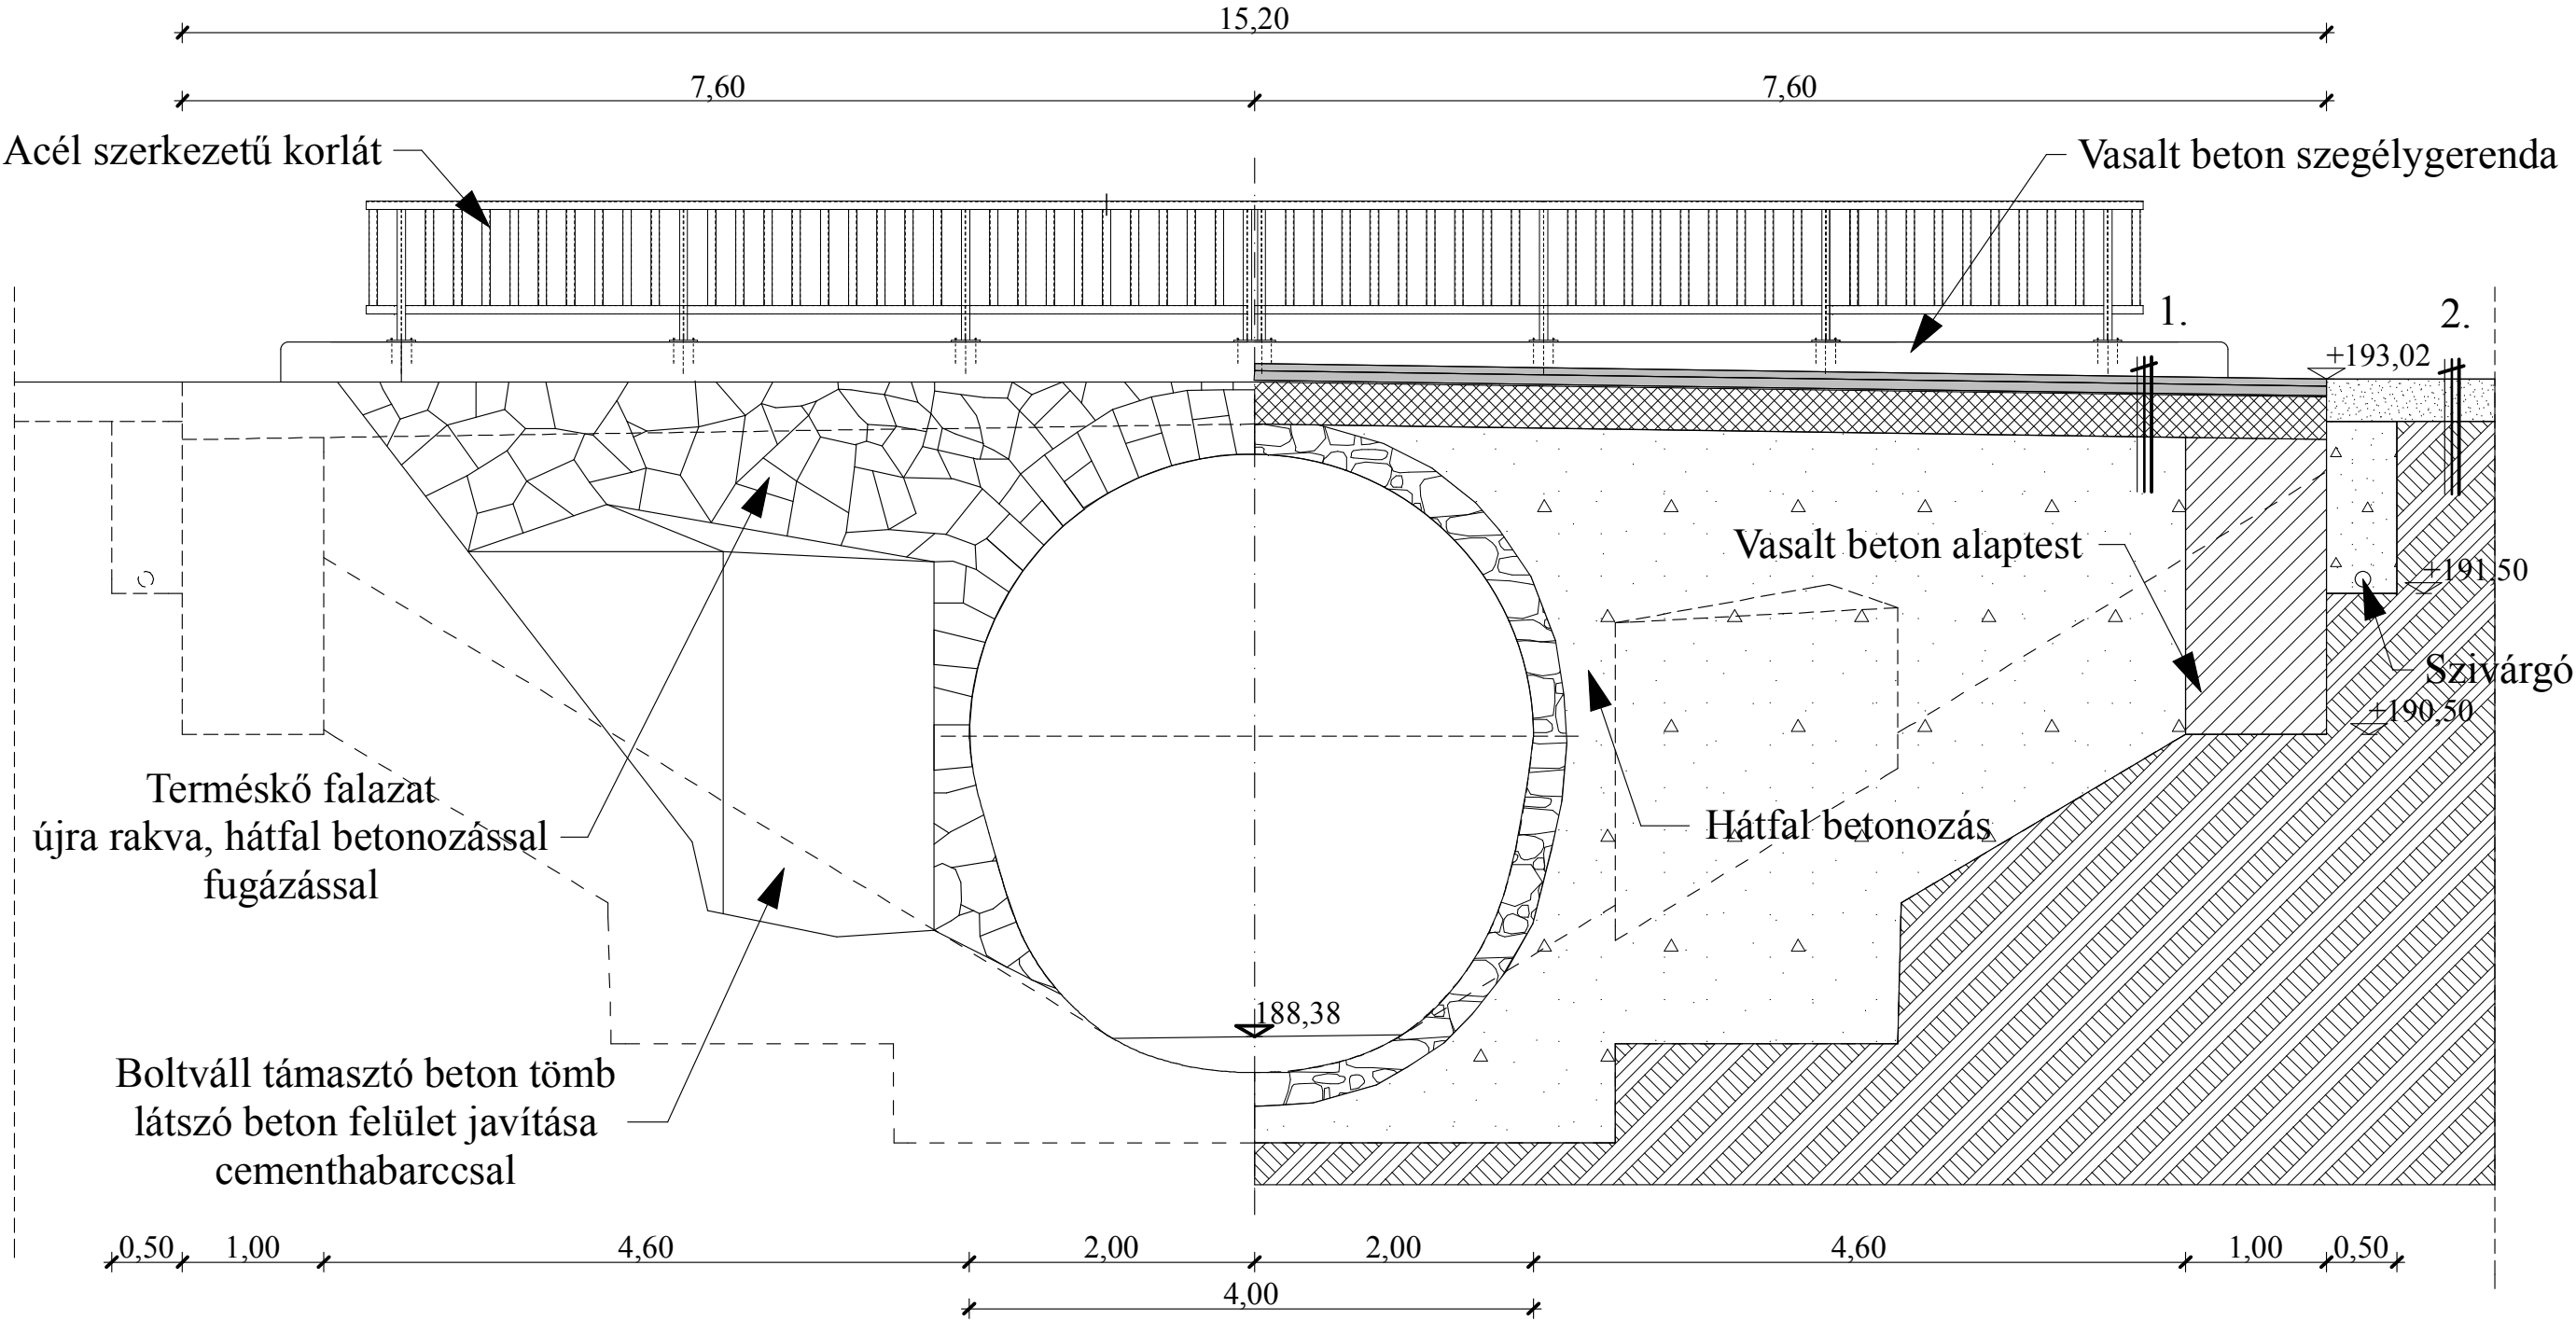 15,20
7,60
7,60
Acél szerkezetű korlát
Vasalt beton szegélygerenda
1.
2.
+193,02
Vasalt beton alaptest
+191,50
Szivárgó
+190,50
Terméskő falazat
újra rakva, hátfal betonozással
fugázással
Hátfal betonozás
188,38
Boltváll támasztó beton tömb
látszó beton felület javítása
cementhabarccsal
0,50
1,00
4,60
2,00
2,00
4,60
1,00
0,50
4,00